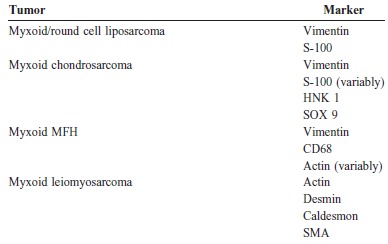 Tumor Marker
Myxoid/round cell liposarcoma Vimentin
S-100
Myxoid chondrosarcoma Vimentin
S-100 (variably)
HNK 1
SOX 9
Myxoid MFH Vimentin
CD68
Actin (variably)
Myxoid leiomyosarcoma Actin
Desmin
Caldesmon
SMA